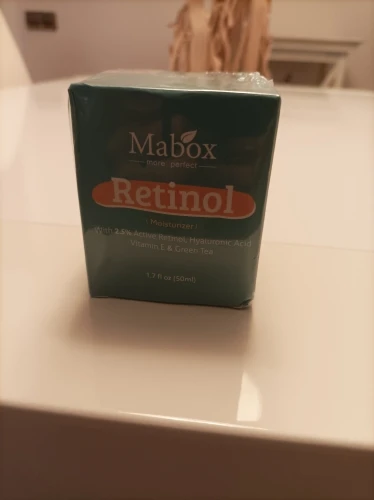 Mabox
more perfect
Retinol
Moisturizer
With 2.5% Active Retinol, Hyaluronic Acid
Vitamin E & Green Tea
1.7 fl oz (50ml)